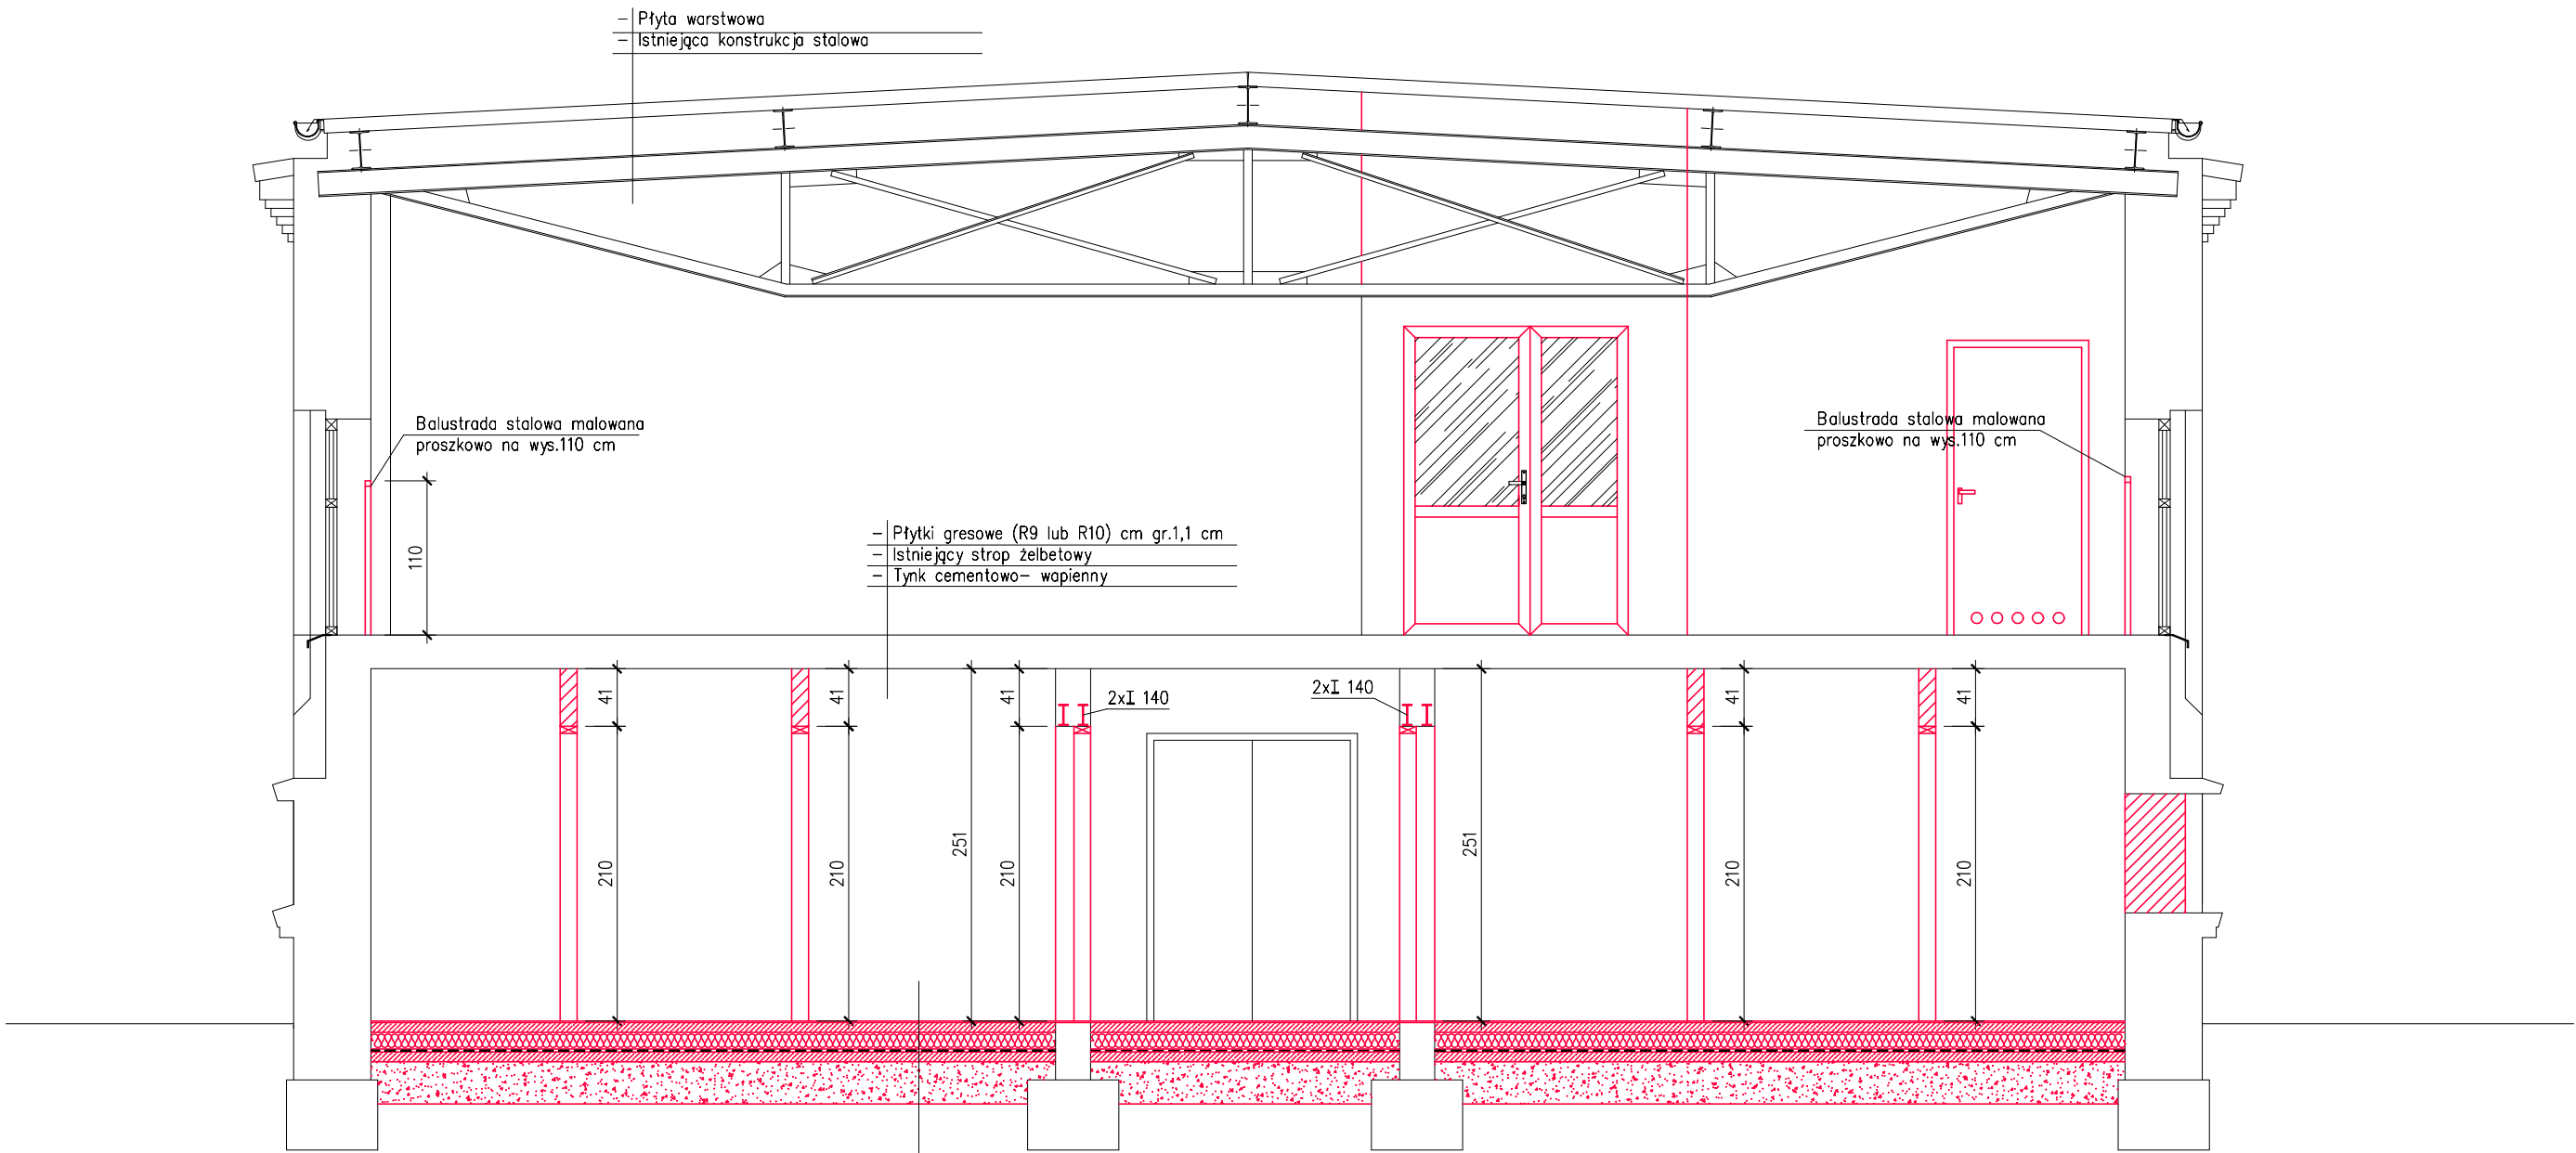 – Płyta warstwowa
– Istniejąca konstrukcja stalowa
Balustrada stalowa malowana
proszkowo na wys.110 cm
Balustrada stalowa malowana
proszkowo na wys.110 cm
110
– Płytki gresowe (R9 lub R10) cm gr.1,1 cm
– Istniejący strop żelbetowy
– Tynk cementowo– wapienny
41
41
41
41
41
2xI 140
2xI 140
210
210
251
210
251
210
210